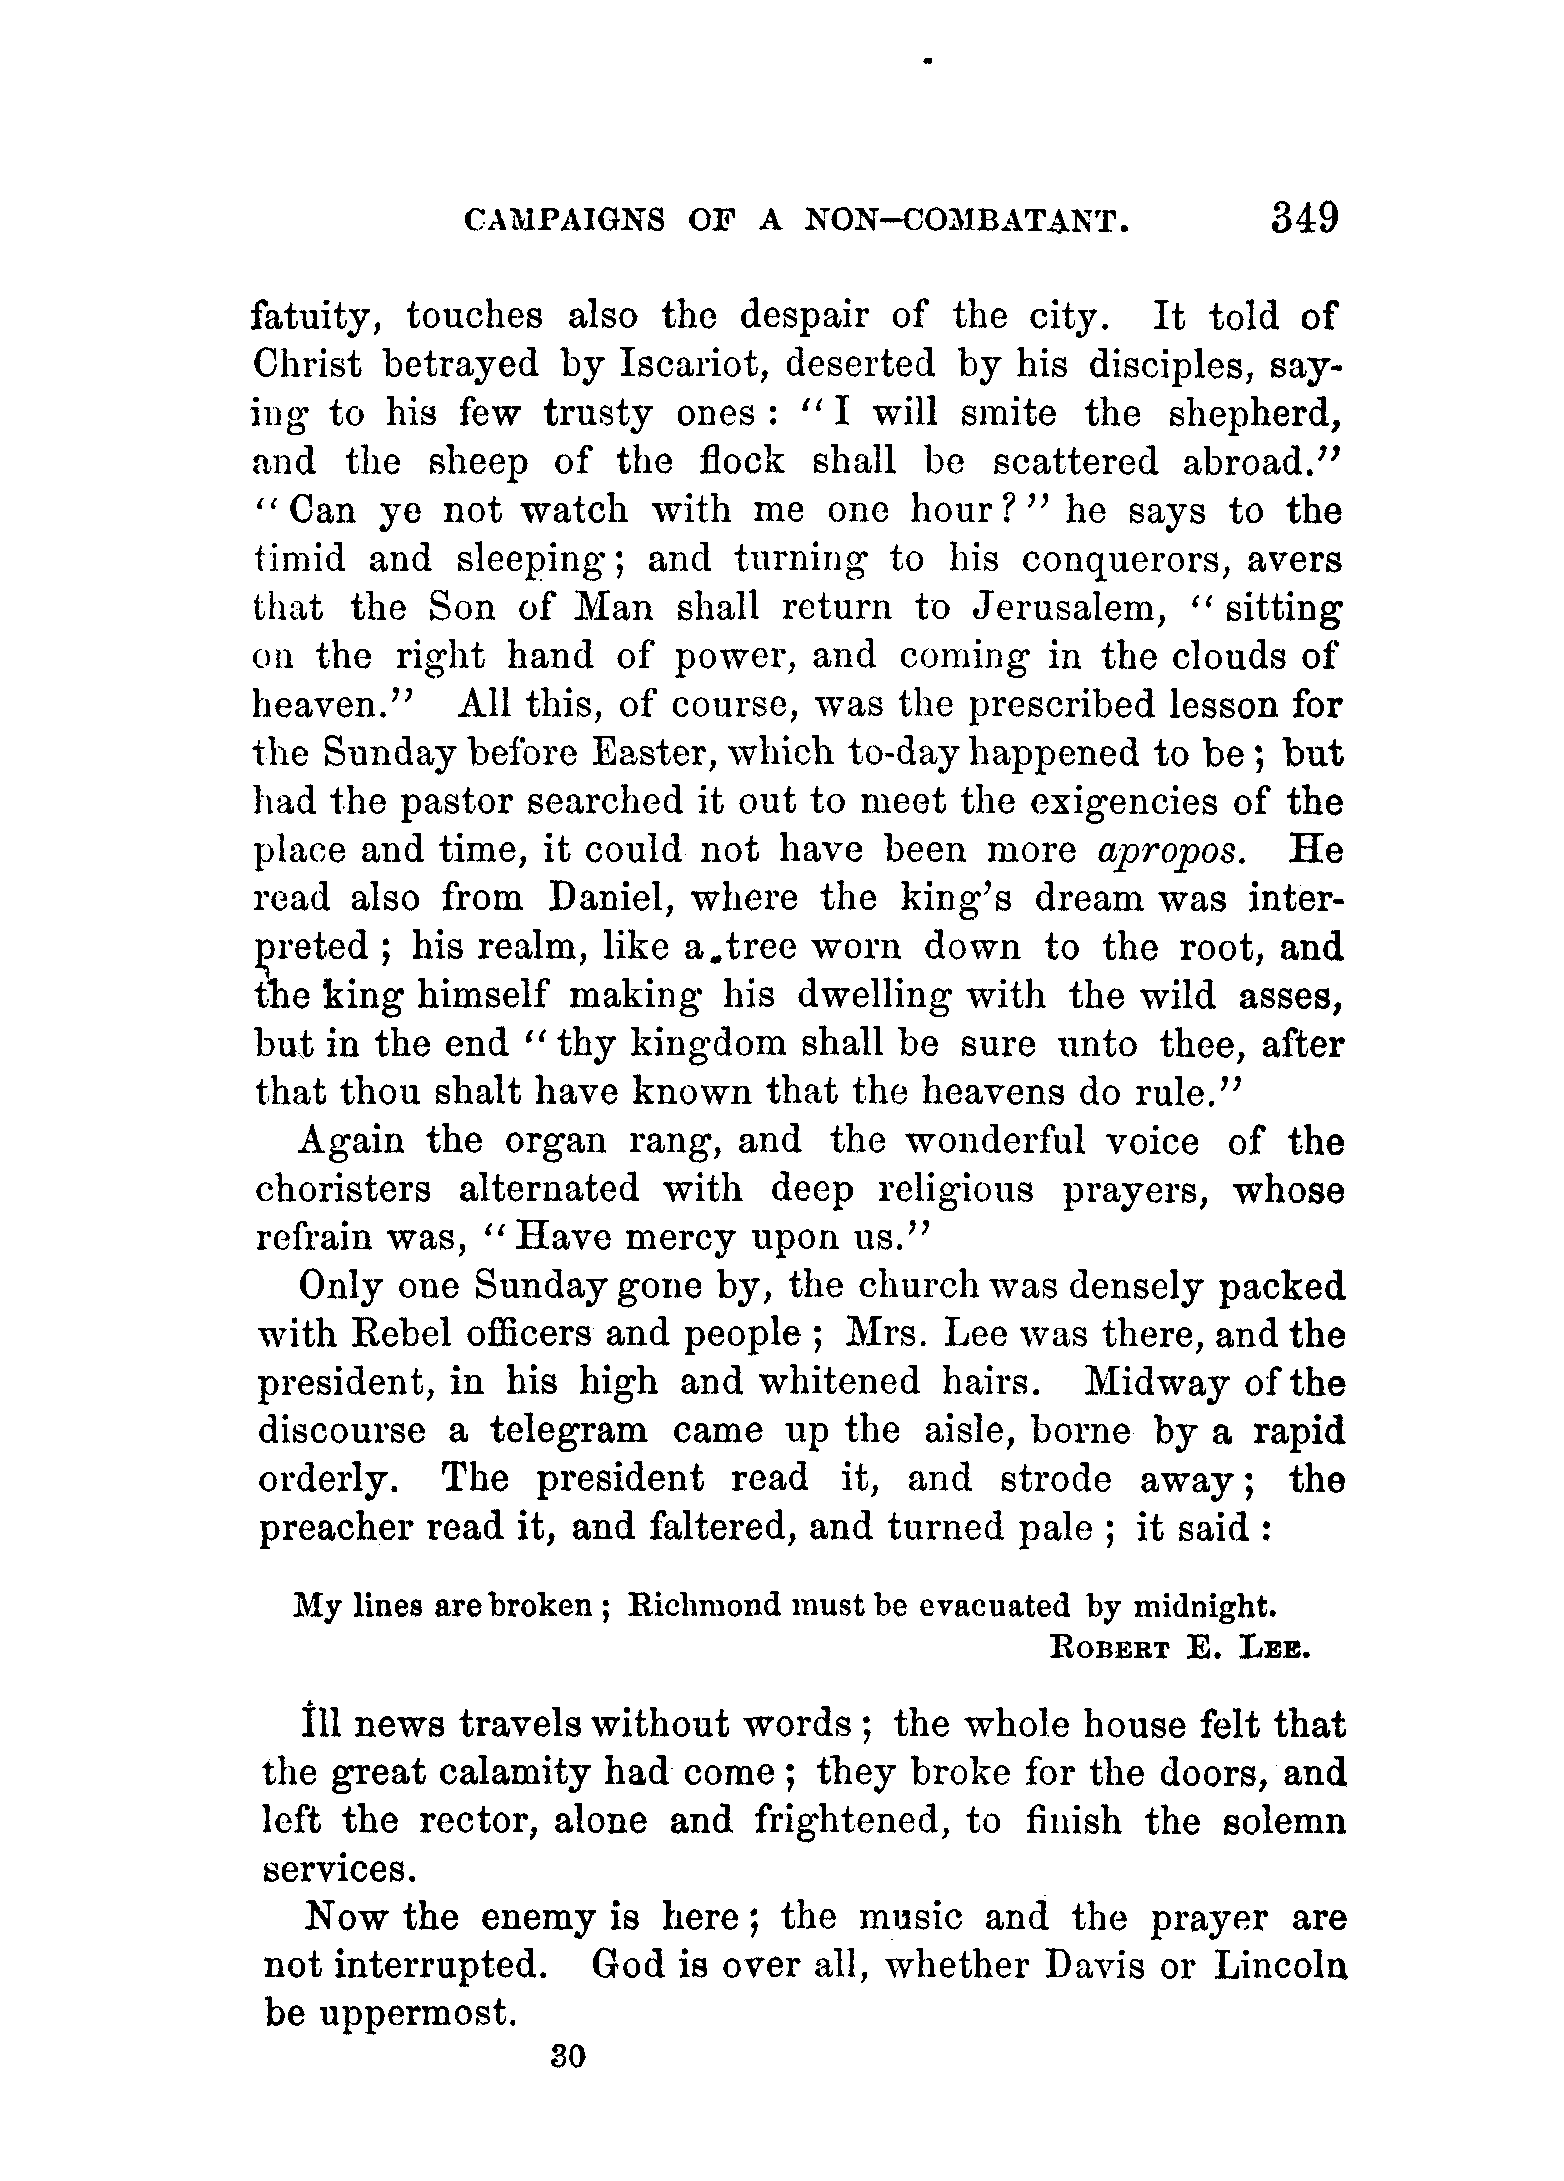 CAMPAIGNS OF A NON-COMBATANT. 349
fatuity, touches also the despair of the city. It told of
Christ betrayed by Iscariot, deserted by his disciples, say-
ing to his few trusty ones : "I will smite the shepherd,
and the sheep of the flock shall be scattered abroad."
"Can ye not watch with me one hour?" he says to the
timid and sleeping; and turning to his conquerors, avers
that the Son of Man shall return to Jerusalem, "sitting
on the right hand of power, and coming in the clouds of
heaven." All this, of course, was the prescribed lesson for
the Sunday before Easter, which to-day happened to be; but
had the pastor searched it out to meet the exigencies of the
place and time, it could not have been more apropos. He
read also from Daniel, where the king's dream was inter-
preted; his realm, like a tree worn down to the root, and
the king himself making his dwelling with the wild asses,
but in the end "thy kingdom shall be sure unto thee, after
that thou shalt have known that the heavens do rule."
Again the organ rang, and the wonderful voice of the
choristers alternated with deep religious prayers, whose
refrain was, "Have mercy upon us."
Only one Sunday gone by, the church was densely packed
with Rebel officers and people; Mrs. Lee was there, and the
president, in his high and whitened hairs. Midway of the
discourse a telegram came up the aisle, borne by a rapid
orderly. The president read it, and strode away; the
preacher read it, and faltered, and turned pale; it said :
My lines are broken; Richmond must be evacuated by midnight.
ROBERT E. LEE.
Ill news travels without words; the whole house felt that
the great calamity had come; they broke for the doors, and
left the rector, alone and frightened, to finish the solemn
services.
Now the enemy is here; the music and the prayer are
not interrupted. God is over all, whether Davis or Lincoln
be uppermost.
30